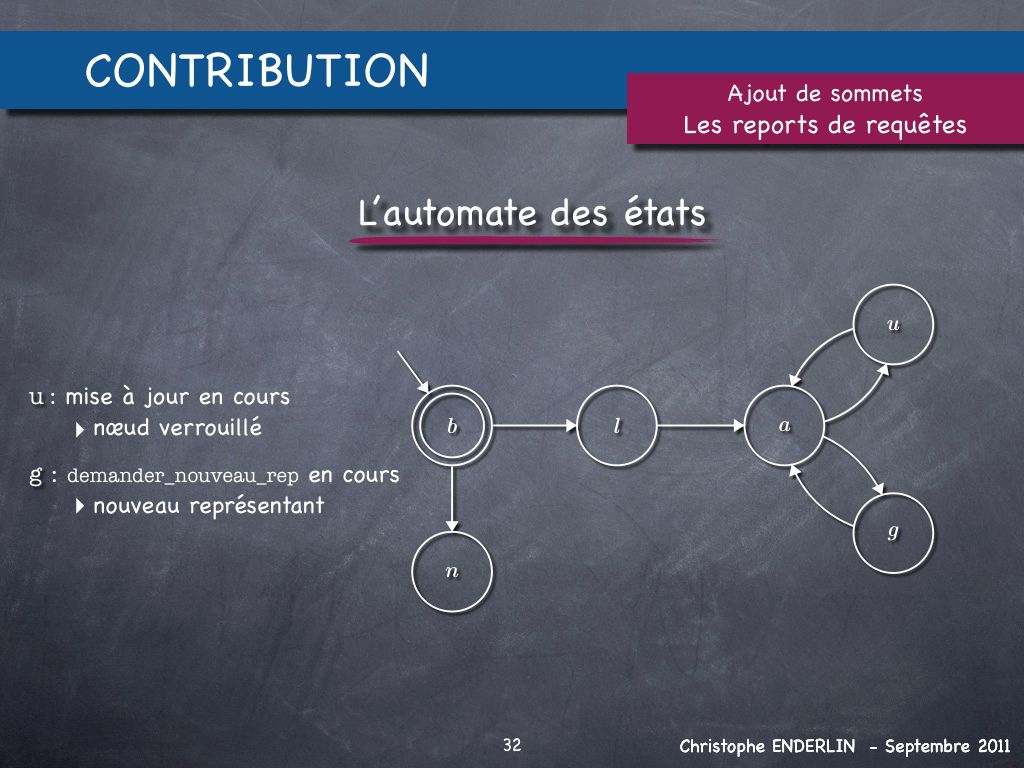 CONTRIBUTION
Ajout de sommets
Les reports de requêtes
L'automate des états
u : mise à jour en cours
‣ nœud verrouillé
g : demander_nouveau_rep en cours
‣ nouveau représentant
u
b
l
a
g
n
32
Christophe ENDERLIN - Septembre 2011